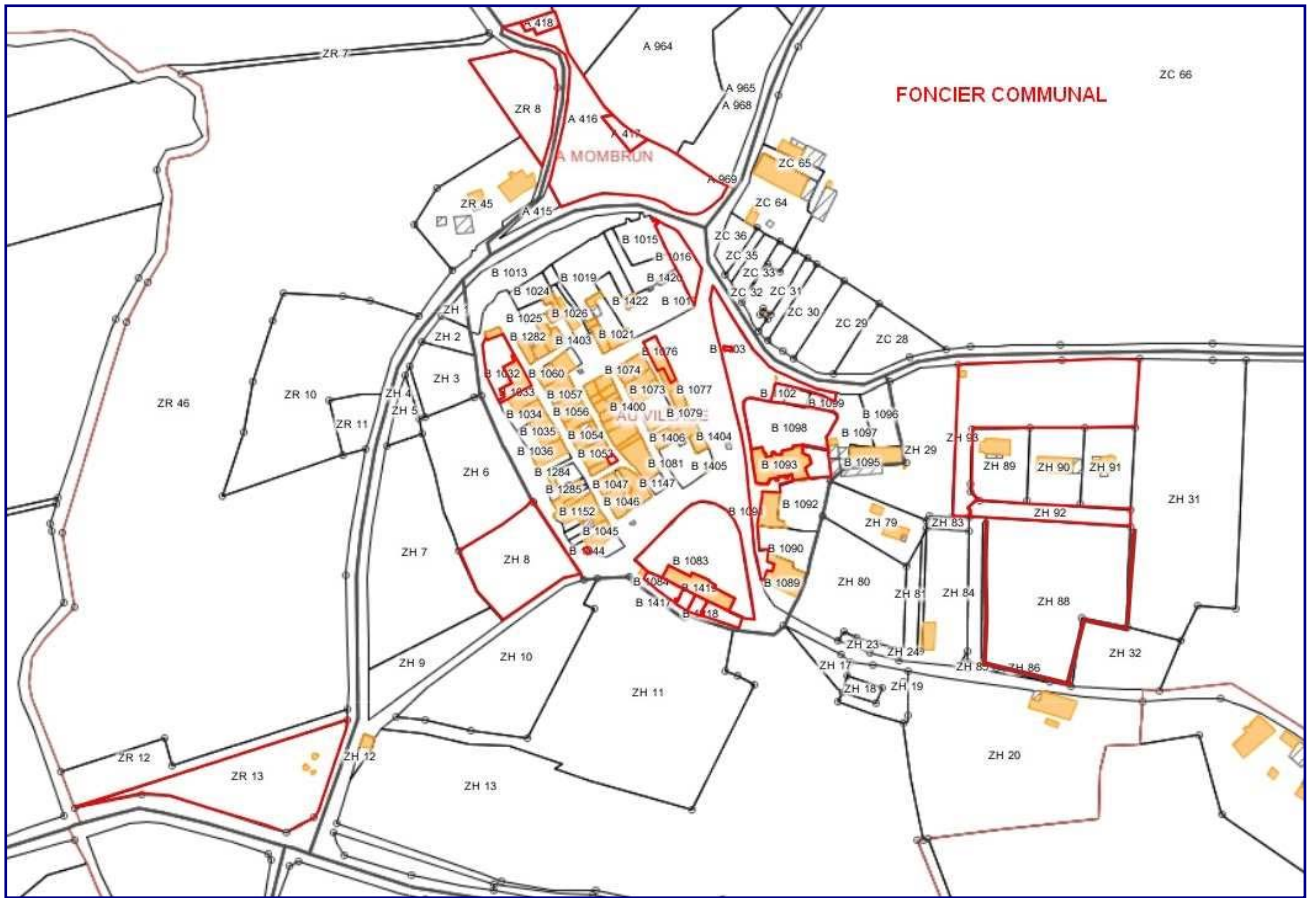 A 418
A 964
ZR 7
ZC 66
A 965
FONCIER COMMUNAL
A 968
ZR 8
A 416
A 417
A MOMBRUN
ZC 65
A 969
ZR 45
ZC 64
A 415
ZC 36
B 1015
ZC 35
B 1016
B 1013
B 1019
ZC 33
B 1420
B 1024
ZC 32
ZC 31
B 1422
ZH
B 1025
B 1026
ZC 30
ZC 29
B 1282
B 1021
ZH 2
B 1403
ZC 28
B 1076
B 1032
B 1060
B 1074
ZH 3
ZH 4
B 1033
B 1057
B 1073
B 1077
B 1102
ZR 46
ZR 10
B 1099
ZH 5
B 1034
B 1056
B 1400
B 1079
B 1096
ZR 11
B 1035
B 1054
B 1406
B 1404
B 1098
B 1097
ZH 93
B 1036
B 1053
ZH 29
B 1081
B 1405
B 1093
B 1095
ZH 89
ZH 90
ZH 91
ZH 6
B 1284
B 1047
B 1147
ZH 31
B 1285
B 1046
B 1092
B 1152
ZH 92
B 1045
ZH 79
ZH 83
B 1044
B 1090
ZH 7
ZH 8
B 1083
B 1089
ZH 80
ZH 81
ZH 84
B 1084
B 1419
ZH 88
B 1417
ZH 23
ZH 24
ZH 10
ZH 32
ZH 9
ZH 17
ZH 86
ZH 18
ZH 19
ZH 11
ZR 12
ZH 12
ZH 20
ZR 13
ZH 13